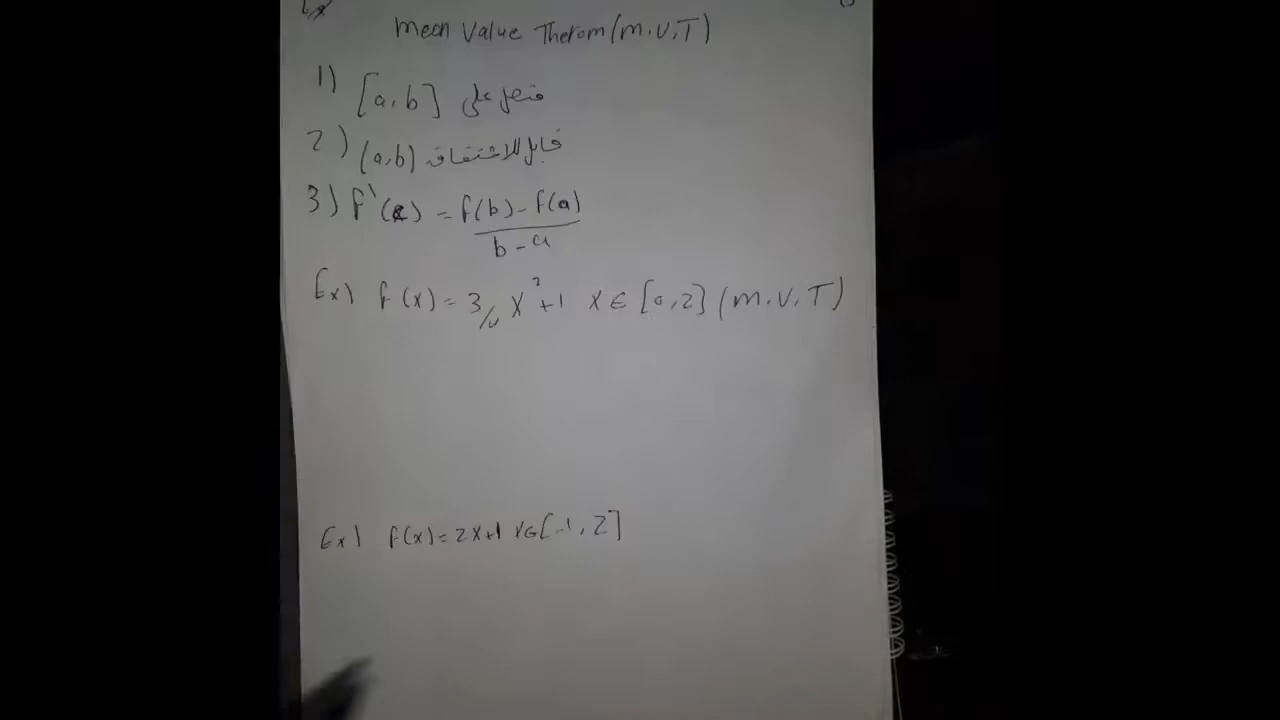 Mean Value Therom (M.V.T)
1) [a,b] متصل على
2) (a,b) قابل للاشتقاق
3) f'(c) = f(b) - f(a)
b - a
Ex) f(x) = 3/ x² + 1 x ∈ [0,2] (M.V.T)
Ex) f(x) = 2x+1 x∈[-1, 2]